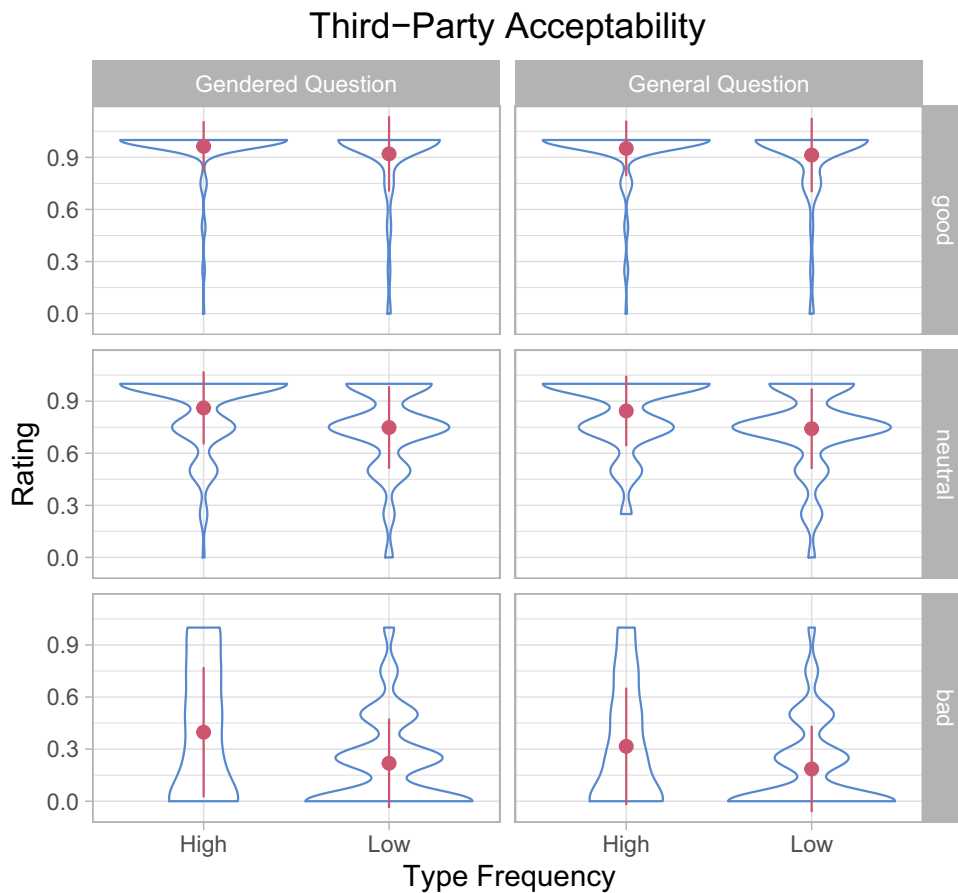 Third−Party Acceptability
Gendered Question
General Question
0.9
0.6
0.3
0.0
good
0.9
0.6
0.3
0.0
neutral
0.9
0.6
0.3
0.0
bad
Rating
High
Low
High
Low
Type Frequency